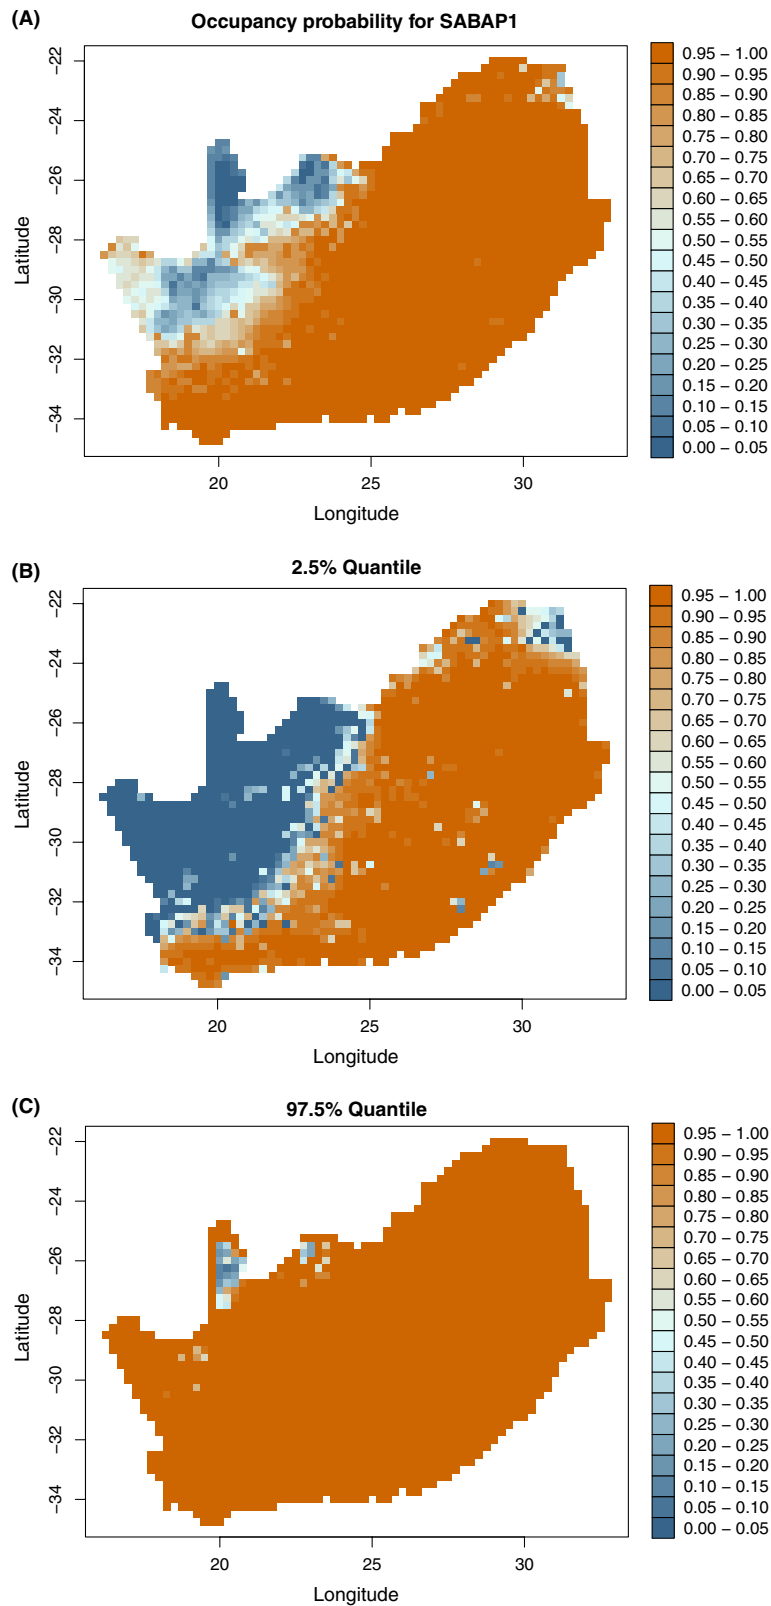 (A)
Occupancy probability for SABAP1
−22
−24
−26
−28
−30
−32
−34
Latitude
20
25
30
Longitude
0.95 − 1.00
0.90 − 0.95
0.85 − 0.90
0.80 − 0.85
0.75 − 0.80
0.70 − 0.75
0.65 − 0.70
0.60 − 0.65
0.55 − 0.60
0.50 − 0.55
0.45 − 0.50
0.40 − 0.45
0.35 − 0.40
0.30 − 0.35
0.25 − 0.30
0.20 − 0.25
0.15 − 0.20
0.10 − 0.15
0.05 − 0.10
0.00 − 0.05
(B)
2.5% Quantile
−22
−24
−26
−28
−30
−32
−34
Latitude
20
25
30
Longitude
0.95 − 1.00
0.90 − 0.95
0.85 − 0.90
0.80 − 0.85
0.75 − 0.80
0.70 − 0.75
0.65 − 0.70
0.60 − 0.65
0.55 − 0.60
0.50 − 0.55
0.45 − 0.50
0.40 − 0.45
0.35 − 0.40
0.30 − 0.35
0.25 − 0.30
0.20 − 0.25
0.15 − 0.20
0.10 − 0.15
0.05 − 0.10
0.00 − 0.05
(C)
97.5% Quantile
−22
−24
−26
−28
−30
−32
−34
Latitude
20
25
30
Longitude
0.95 − 1.00
0.90 − 0.95
0.85 − 0.90
0.80 − 0.85
0.75 − 0.80
0.70 − 0.75
0.65 − 0.70
0.60 − 0.65
0.55 − 0.60
0.50 − 0.55
0.45 − 0.50
0.40 − 0.45
0.35 − 0.40
0.30 − 0.35
0.25 − 0.30
0.20 − 0.25
0.15 − 0.20
0.10 − 0.15
0.05 − 0.10
0.00 − 0.05